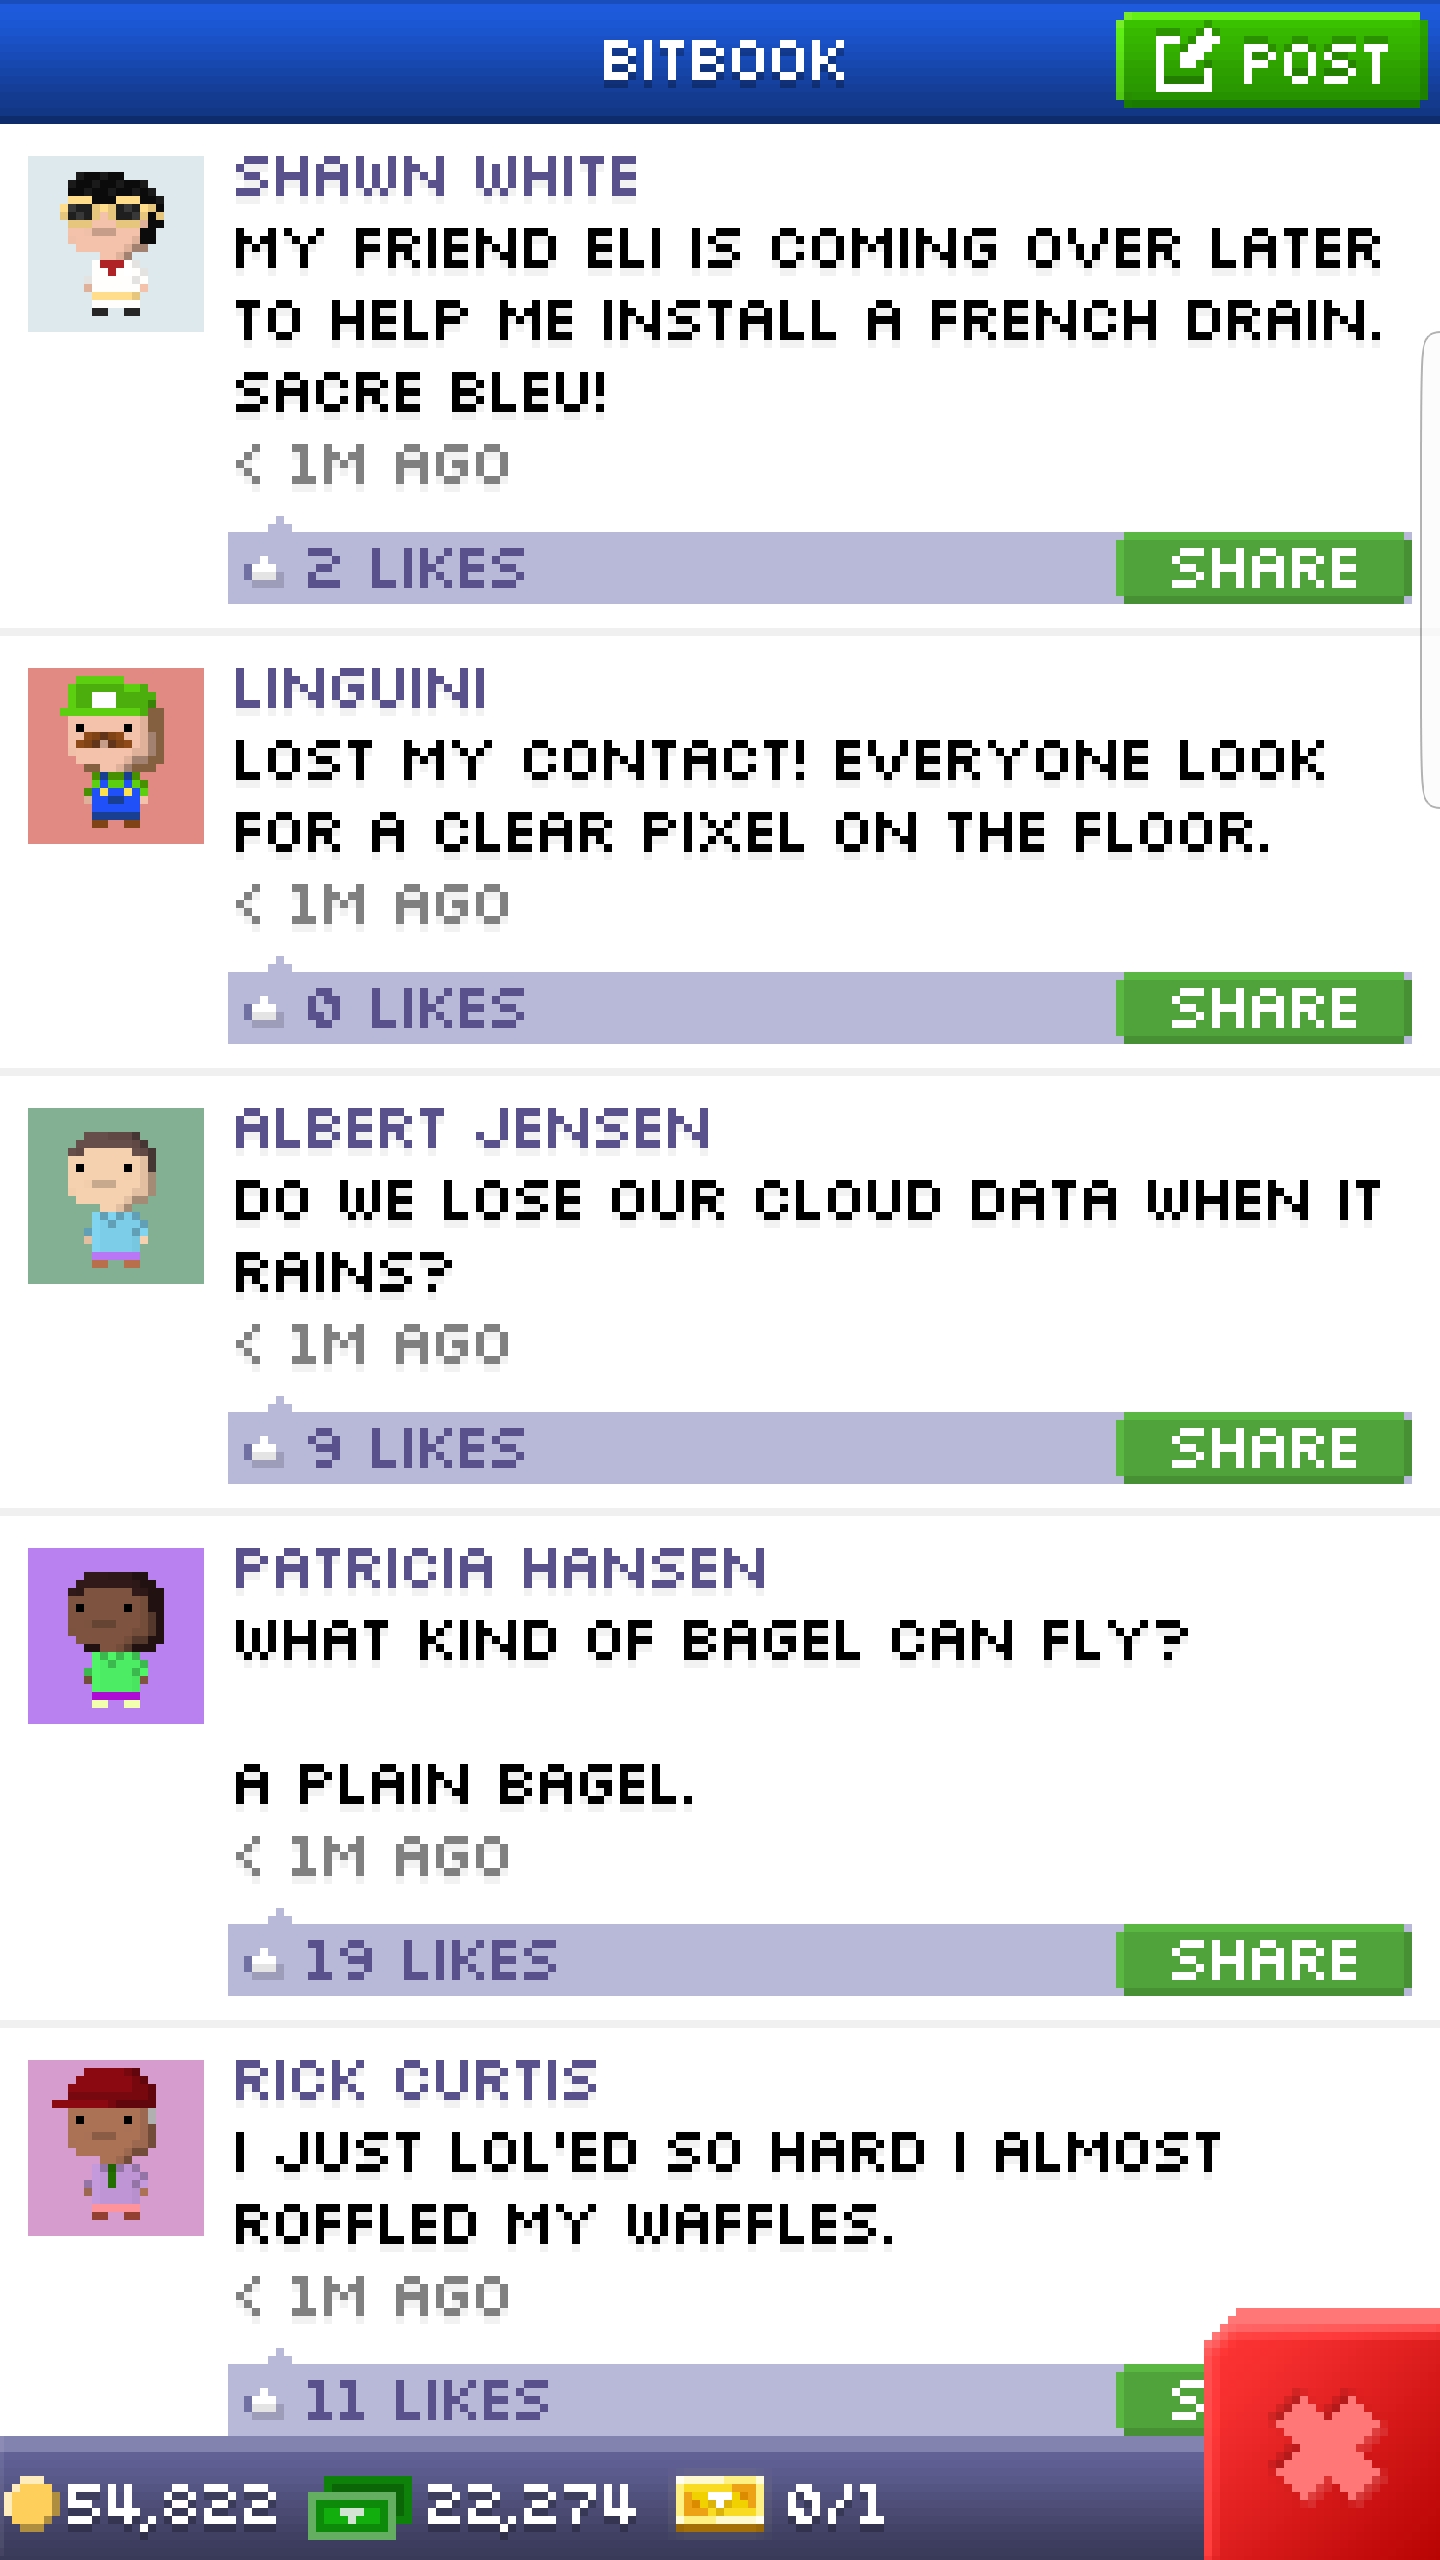 BITBOOK
POST
SHAWN WHITE
MY FRIEND ELI IS COMING OVER LATER
TO HELP ME INSTALL A FRENCH DRAIN.
SACRE BLEU!
< 1M AGO
2 LIKES
SHARE
LINGUINI
LOST MY CONTACT! EVERYONE LOOK
FOR A CLEAR PIXEL ON THE FLOOR.
< 1M AGO
0 LIKES
SHARE
ALBERT JENSEN
DO WE LOSE OUR CLOUD DATA WHEN IT
RAINS?
< 1M AGO
9 LIKES
SHARE
PATRICIA HANSEN
WHAT KIND OF BAGEL CAN FLY?
A PLAIN BAGEL.
< 1M AGO
19 LIKES
SHARE
RICK CURTIS
I JUST LOL'ED SO HARD I ALMOST
ROFFLED MY WAFFLES.
< 1M AGO
11 LIKES
54,822 22,274 0/1